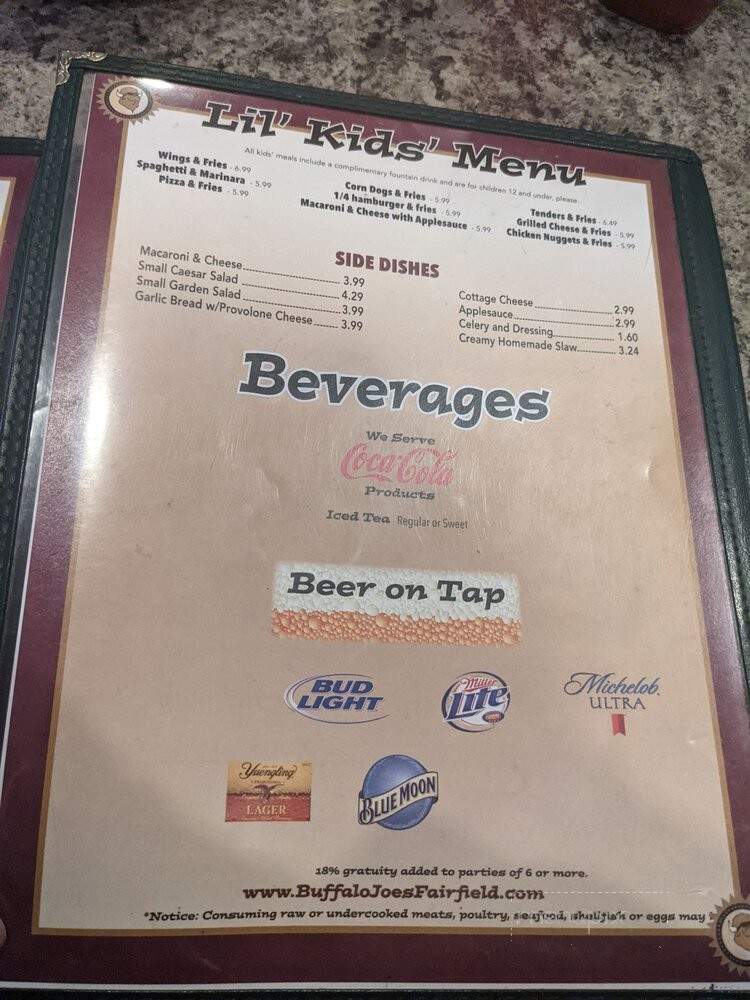 Lil' Kids' Menu
All kids' meals include a complimentary fountain drink and are for children 12 and under, please.
Wings & Fries - 6.99
Spaghetti & Marinara - 5.99
Pizza & Fries - 5.99
Corn Dogs & Fries - 5.99
1/4 hamburger & fries - 5.99
Macaroni & Cheese with Applesauce - 5.99
Tenders & Fries - 6.49
Grilled Cheese & Fries - 5.99
Chicken Nuggets & Fries - 5.99
SIDE DISHES
Macaroni & Cheese 3.99
Small Caesar Salad 4.29
Small Garden Salad 3.99
Garlic Bread w/Provolone Cheese 3.99
Cottage Cheese 2.99
Applesauce 2.99
Celery and Dressing 1.60
Creamy Homemade Slaw 3.24
Beverages
We Serve
Coca-Cola
Products
Iced Tea Regular or Sweet
Beer on Tap
BUD LIGHT
Miller Lite
Michelob ULTRA
Yuengling
LAGER
BLUE MOON
18% gratuity added to parties of 6 or more.
www.BuffaloJoesFairfield.com
*Notice: Consuming raw or undercooked meats, poultry, seafood, shellfish or eggs may